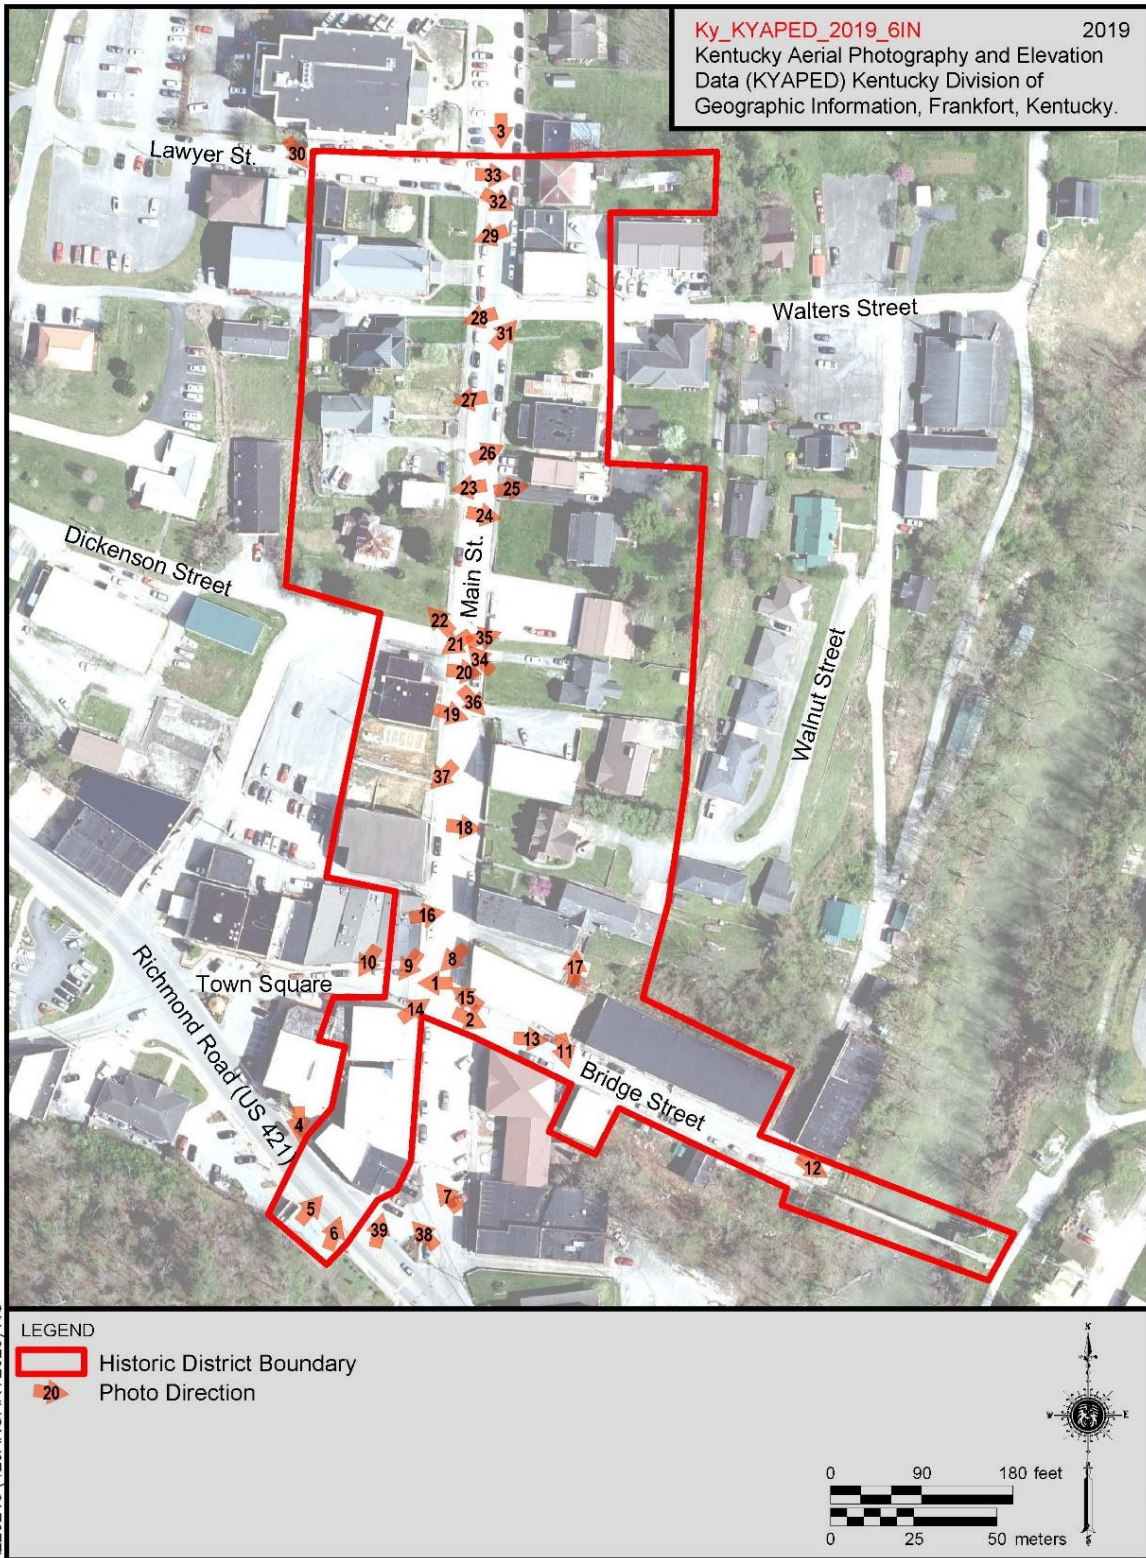 Ky_KYAPED_2019_6IN 2019
Kentucky Aerial Photography and Elevation
Data (KYAPED) Kentucky Division of
Geographic Information, Frankfort, Kentucky.
3
Lawyer St.
30
33
32
29
28
31
Walters Street
27
26
23
25
24
Main St.
Dickenson Street
22
21
35
34
20
36
19
Walnut Street
37
18
16
10
9
8
17
Town Square
1
15
14
2
13
11
Bridge Street
Richmond Road (US 421)
4
12
5
7
6
39
38
LEGEND
Historic District Boundary
20 Photo Direction
N
W E
S
0 90 180 feet
0 25 50 meters